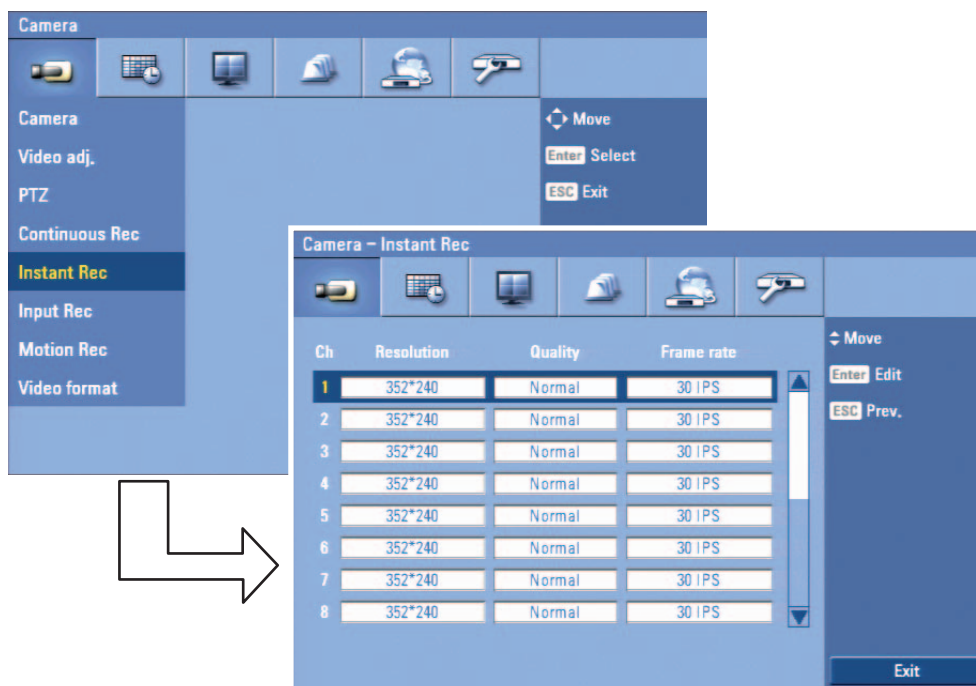 Camera
Camera
Video adj.
PTZ
Continuous Rec
Instant Rec
Input Rec
Motion Rec
Video format
Move
Enter Select
ESC Exit
Camera – Instant Rec
Ch Resolution Quality Frame rate
1 352*240 Normal 30 IPS
2 352*240 Normal 30 IPS
3 352*240 Normal 30 IPS
4 352*240 Normal 30 IPS
5 352*240 Normal 30 IPS
6 352*240 Normal 30 IPS
7 352*240 Normal 30 IPS
8 352*240 Normal 30 IPS
Move
Enter Edit
ESC Prev.
Exit